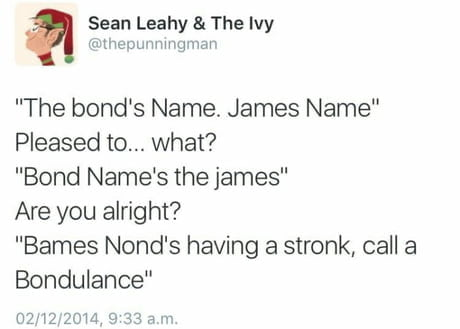 Sean Leahy & The Ivy
@thepunningman
"The bond's Name. James Name"
Pleased to... what?
"Bond Name's the james"
Are you alright?
"Bames Nond's having a stronk, call a
Bondulance"
02/12/2014, 9:33 a.m.